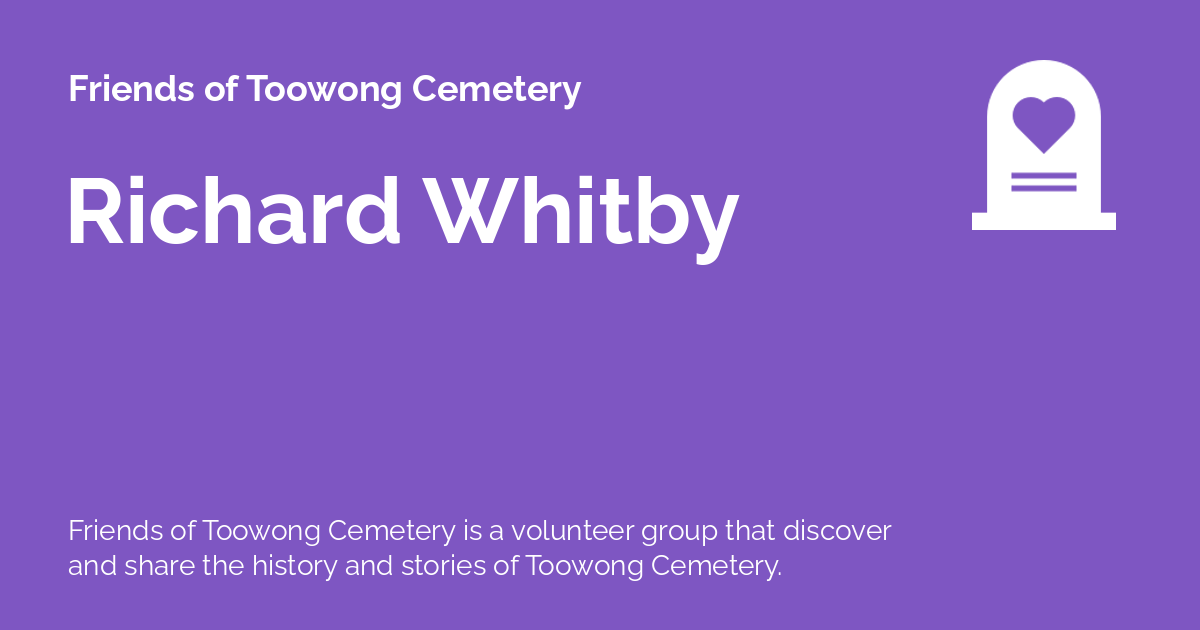 Friends of Toowong Cemetery
Richard Whitby
Friends of Toowong Cemetery is a volunteer group that discover
and share the history and stories of Toowong Cemetery.